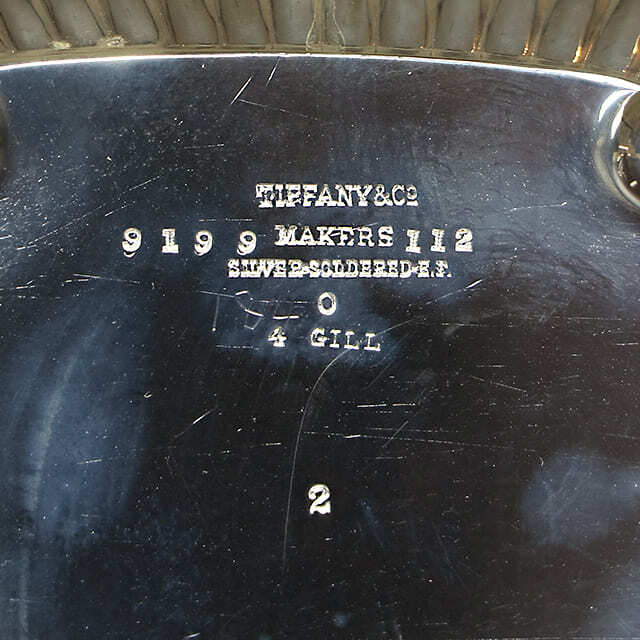 TIFFANY & Co
9199 MAKERS 112
SILVER-SOLDERED-E.P.
0
4 GILL
2